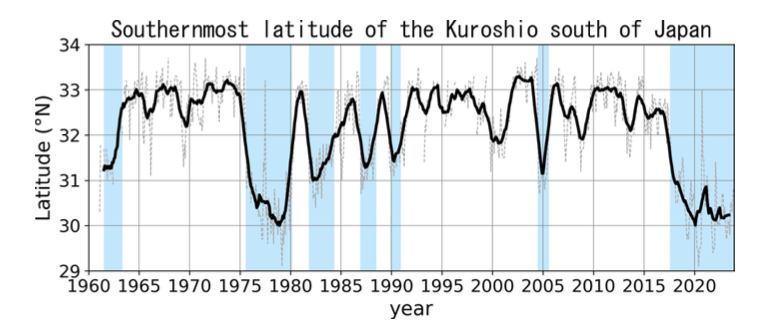 Southernmost latitude of the Kuroshio south of Japan
34
33
32
31
30
29
Latitude (°N)
1960 1965 1970 1975 1980 1985 1990 1995 2000 2005 2010 2015 2020
year